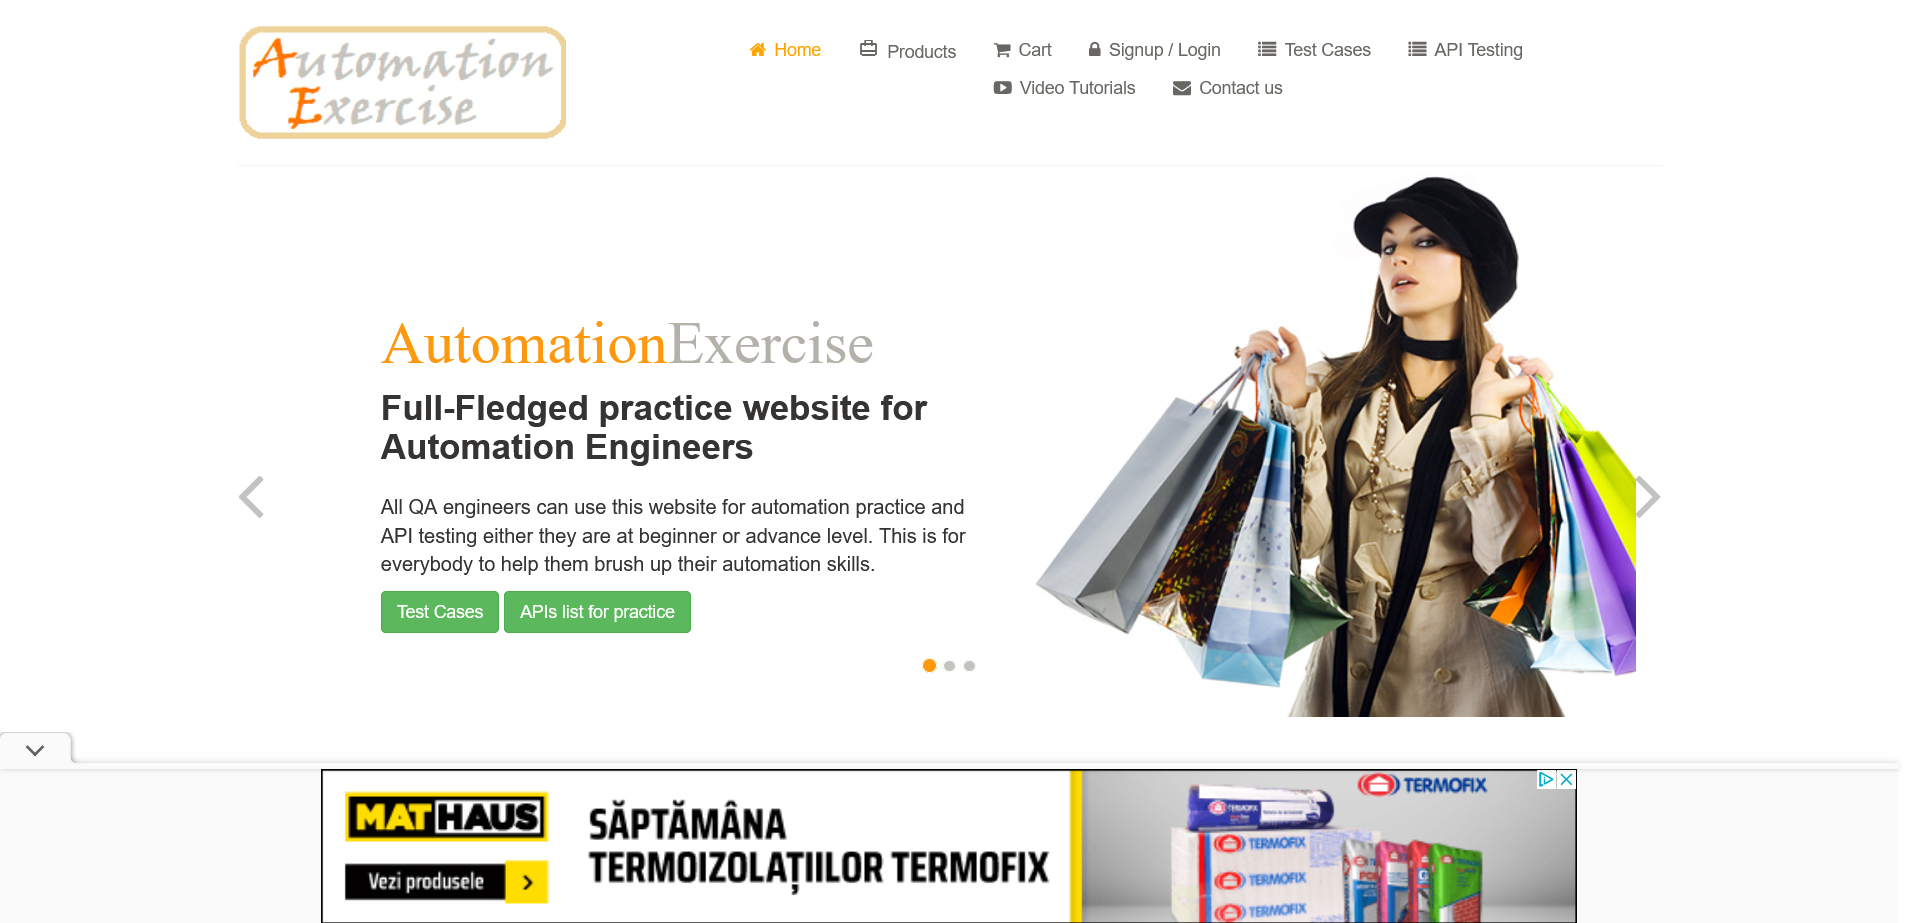 Automation
Exercise
Home
Products
Cart
Signup / Login
Test Cases
API Testing
Video Tutorials
Contact us
AutomationExercise
Full-Fledged practice website for
Automation Engineers
All QA engineers can use this website for automation practice and
API testing either they are at beginner or advance level. This is for
everybody to help them brush up their automation skills.
Test Cases
APIs list for practice
MATHAUS
Vezi produsele
SĂPTĂMÂNA
TERMOIZOLAȚIILOR TERMOFIX
TERMOFIX
TERMOFIX
TERMOFIX
TERMOFIX
TERMOFIX